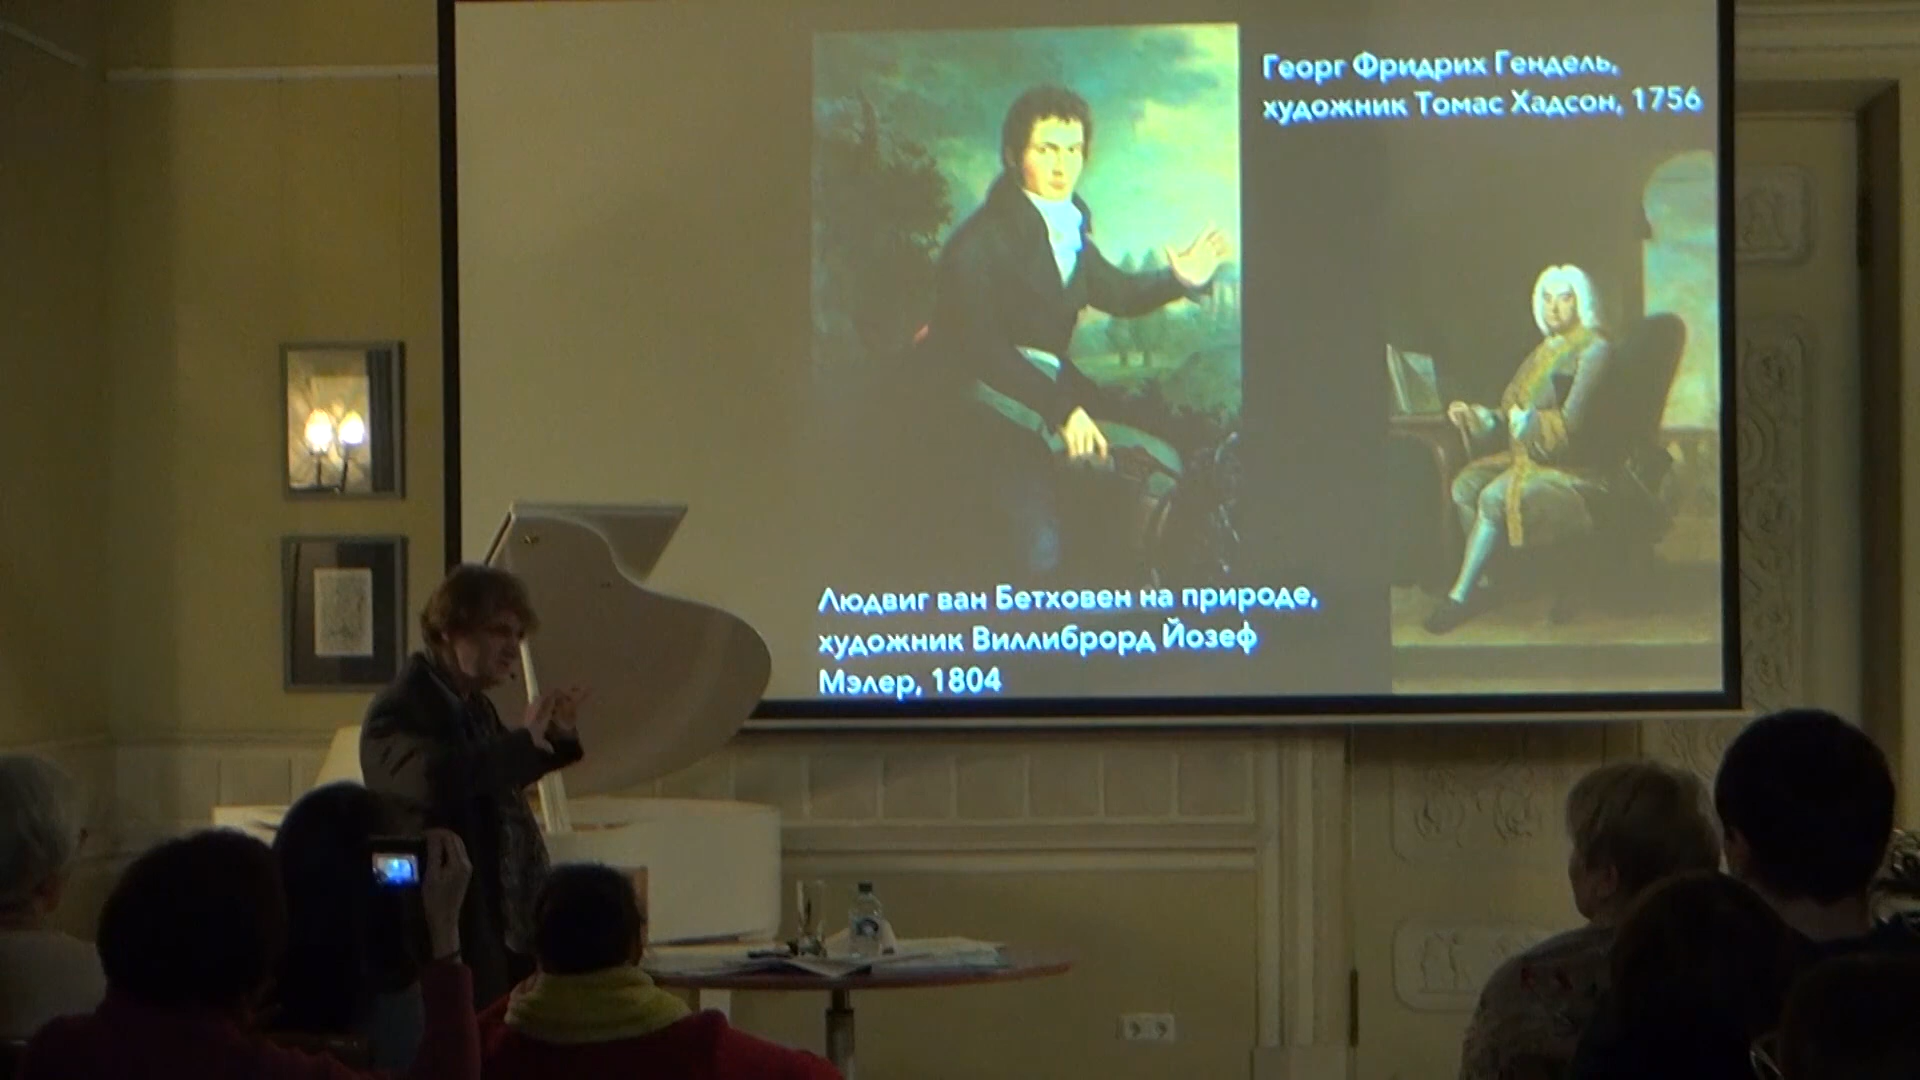 Георг Фридрих Гендель,
художник Томас Хадсон, 1756
Людвиг ван Бетховен на природе,
художник Виллиброрд Йозеф
Мэлер, 1804